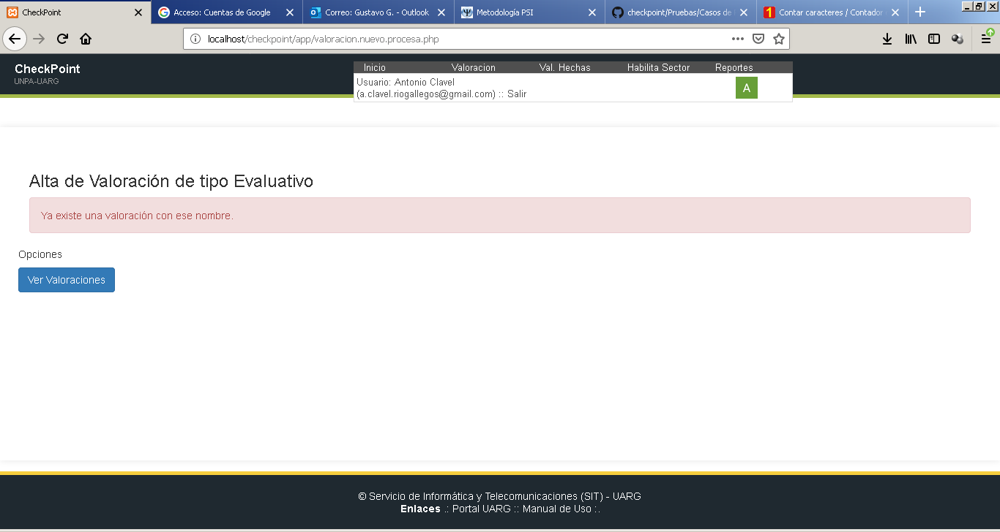 CheckPoint
Acceso: Cuentas de Google
Correo: Gustavo G. - Outlook
Metodología PSI
checkpoint/Pruebas/Casos de
Contar caracteres / Contador
localhost/checkpoint/app/valoracion.nuevo.procesa.php
CheckPoint
UNPA-UARG
Inicio Valoracion Val. Hechas Habilita Sector Reportes
Usuario: Antonio Clavel
(a.clavel.riogallegos@gmail.com) :: Salir
A
Alta de Valoración de tipo Evaluativo
Ya existe una valoración con ese nombre.
Opciones
Ver Valoraciones
© Servicio de Informática y Telecomunicaciones (SIT) - UARG
Enlaces .: Portal UARG :: Manual de Uso :.